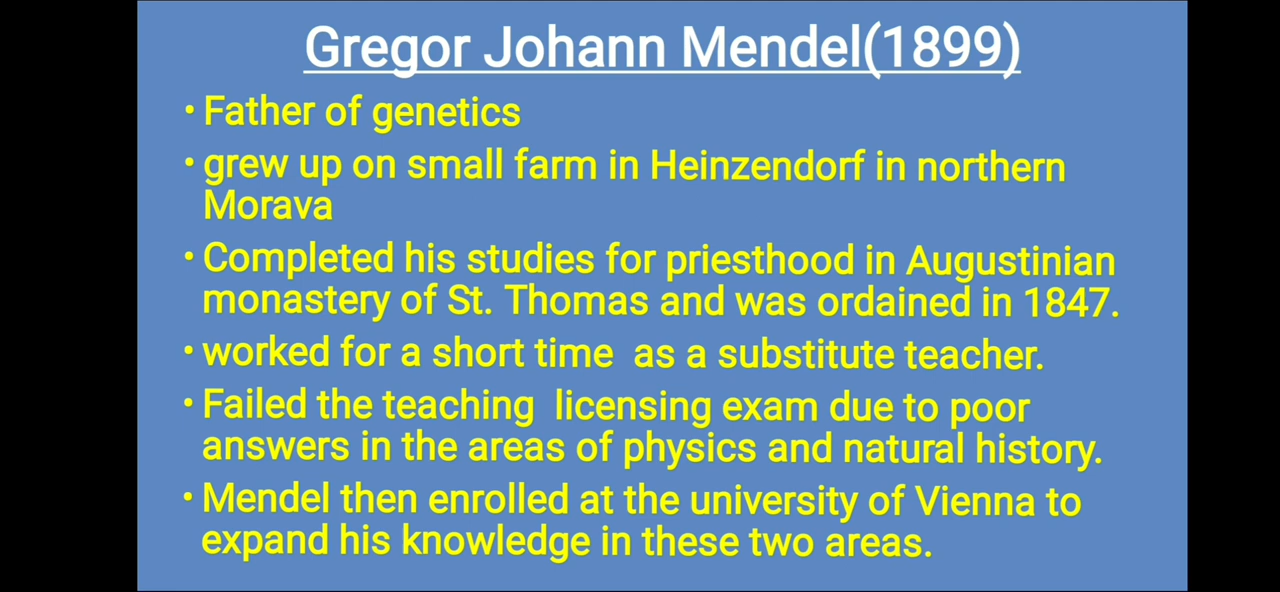 Gregor Johann Mendel(1899)
• Father of genetics
• grew up on small farm in Heinzendorf in northern
Morava
• Completed his studies for priesthood in Augustinian
monastery of St. Thomas and was ordained in 1847.
• worked for a short time  as a substitute teacher.
• Failed the teaching  licensing exam due to poor
answers in the areas of physics and natural history.
• Mendel then enrolled at the university of Vienna to
expand his knowledge in these two areas.